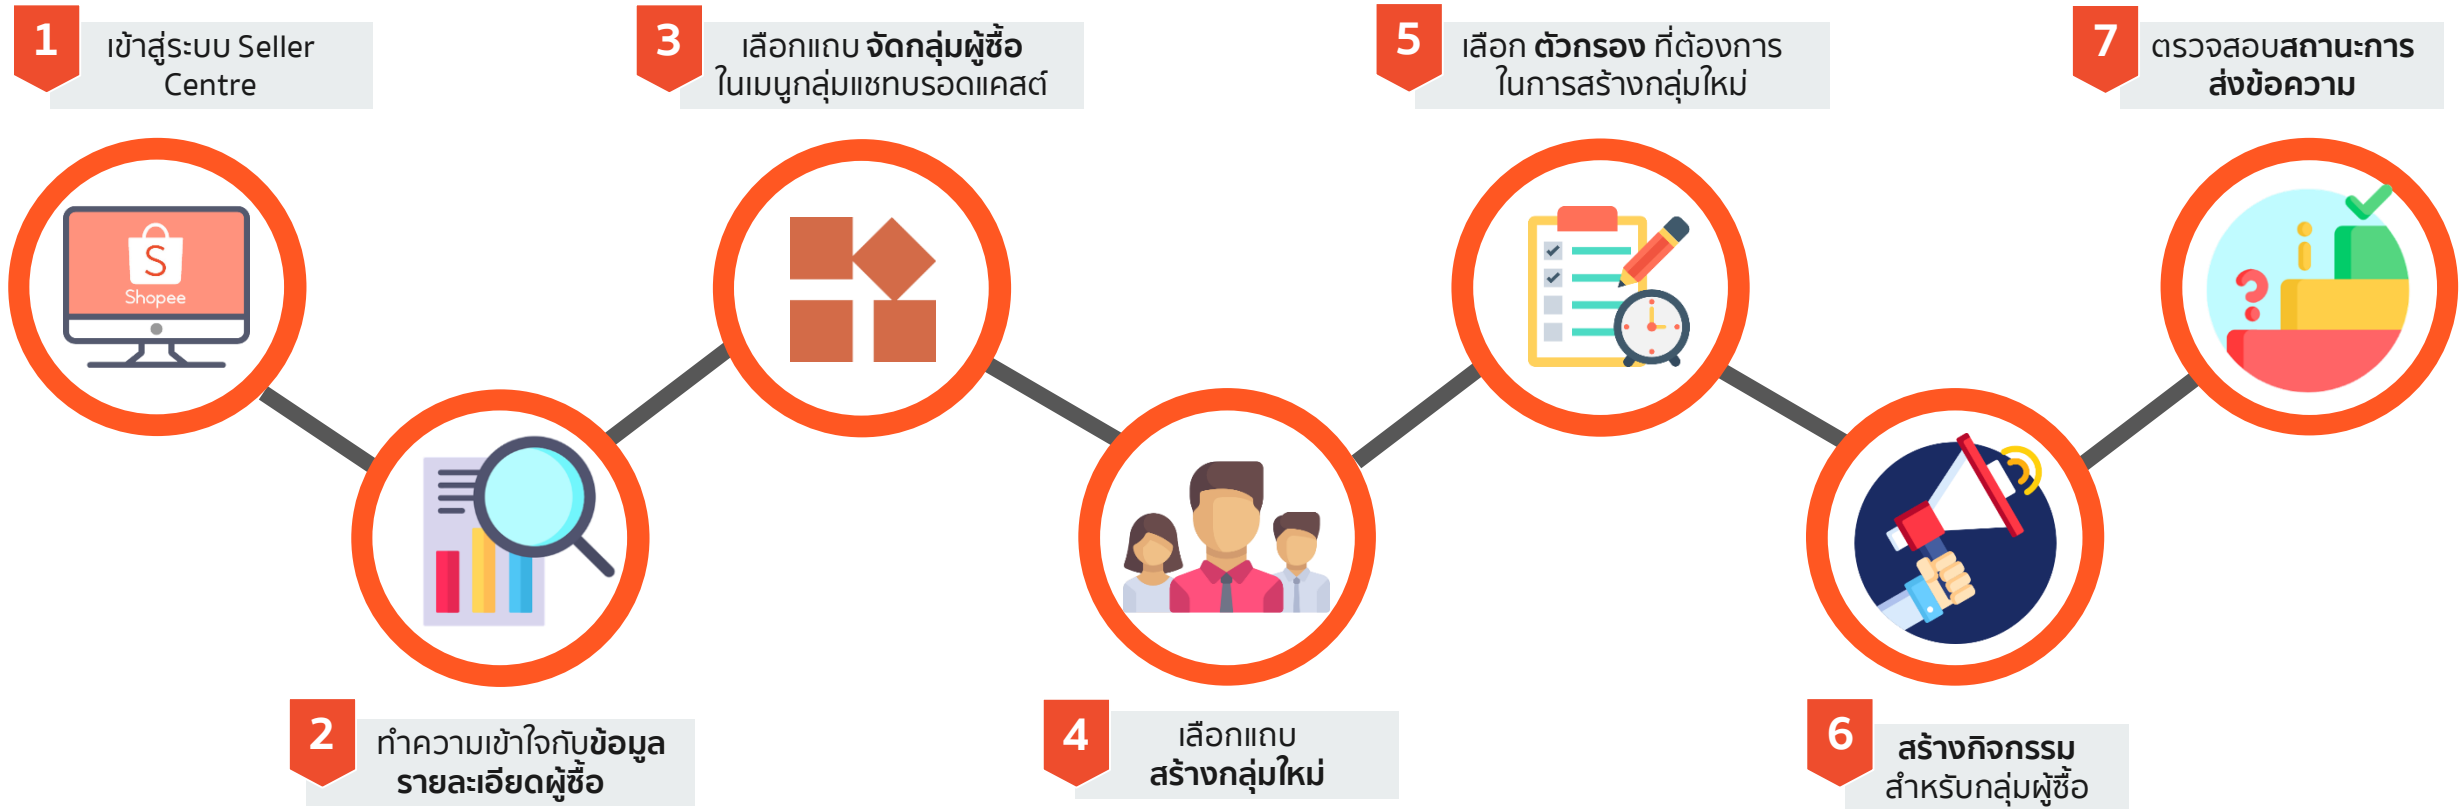 1
เข้าสู่ระบบ Seller
Centre
Shopee
2
ทำความเข้าใจกับข้อมูล
รายละเอียดผู้ซื้อ
3
เลือกแถบ จัดกลุ่มผู้ซื้อ
ในเมนูกลุ่มแชทบรอดแคสต์
4
เลือกแถบ
สร้างกลุ่มใหม่
5
เลือก ตัวกรอง ที่ต้องการ
ในการสร้างกลุ่มใหม่
6
สร้างกิจกรรม
สำหรับกลุ่มผู้ซื้อ
7
ตรวจสอบสถานะการ
ส่งข้อความ